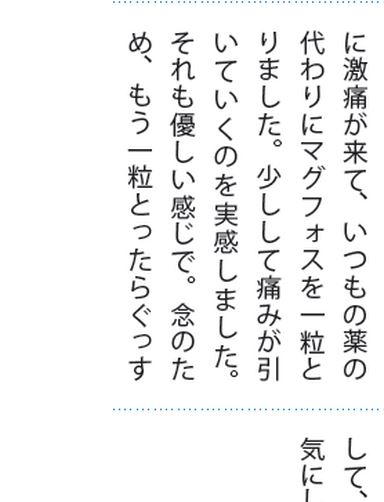 に激痛が来て、いつもの薬の
代わりにマグフォスを一粒と
りました。少しして痛みが引
いていくのを実感しました。
それも優しい感じで。念のた
め、もう一粒とったらぐっす
して、
気にし